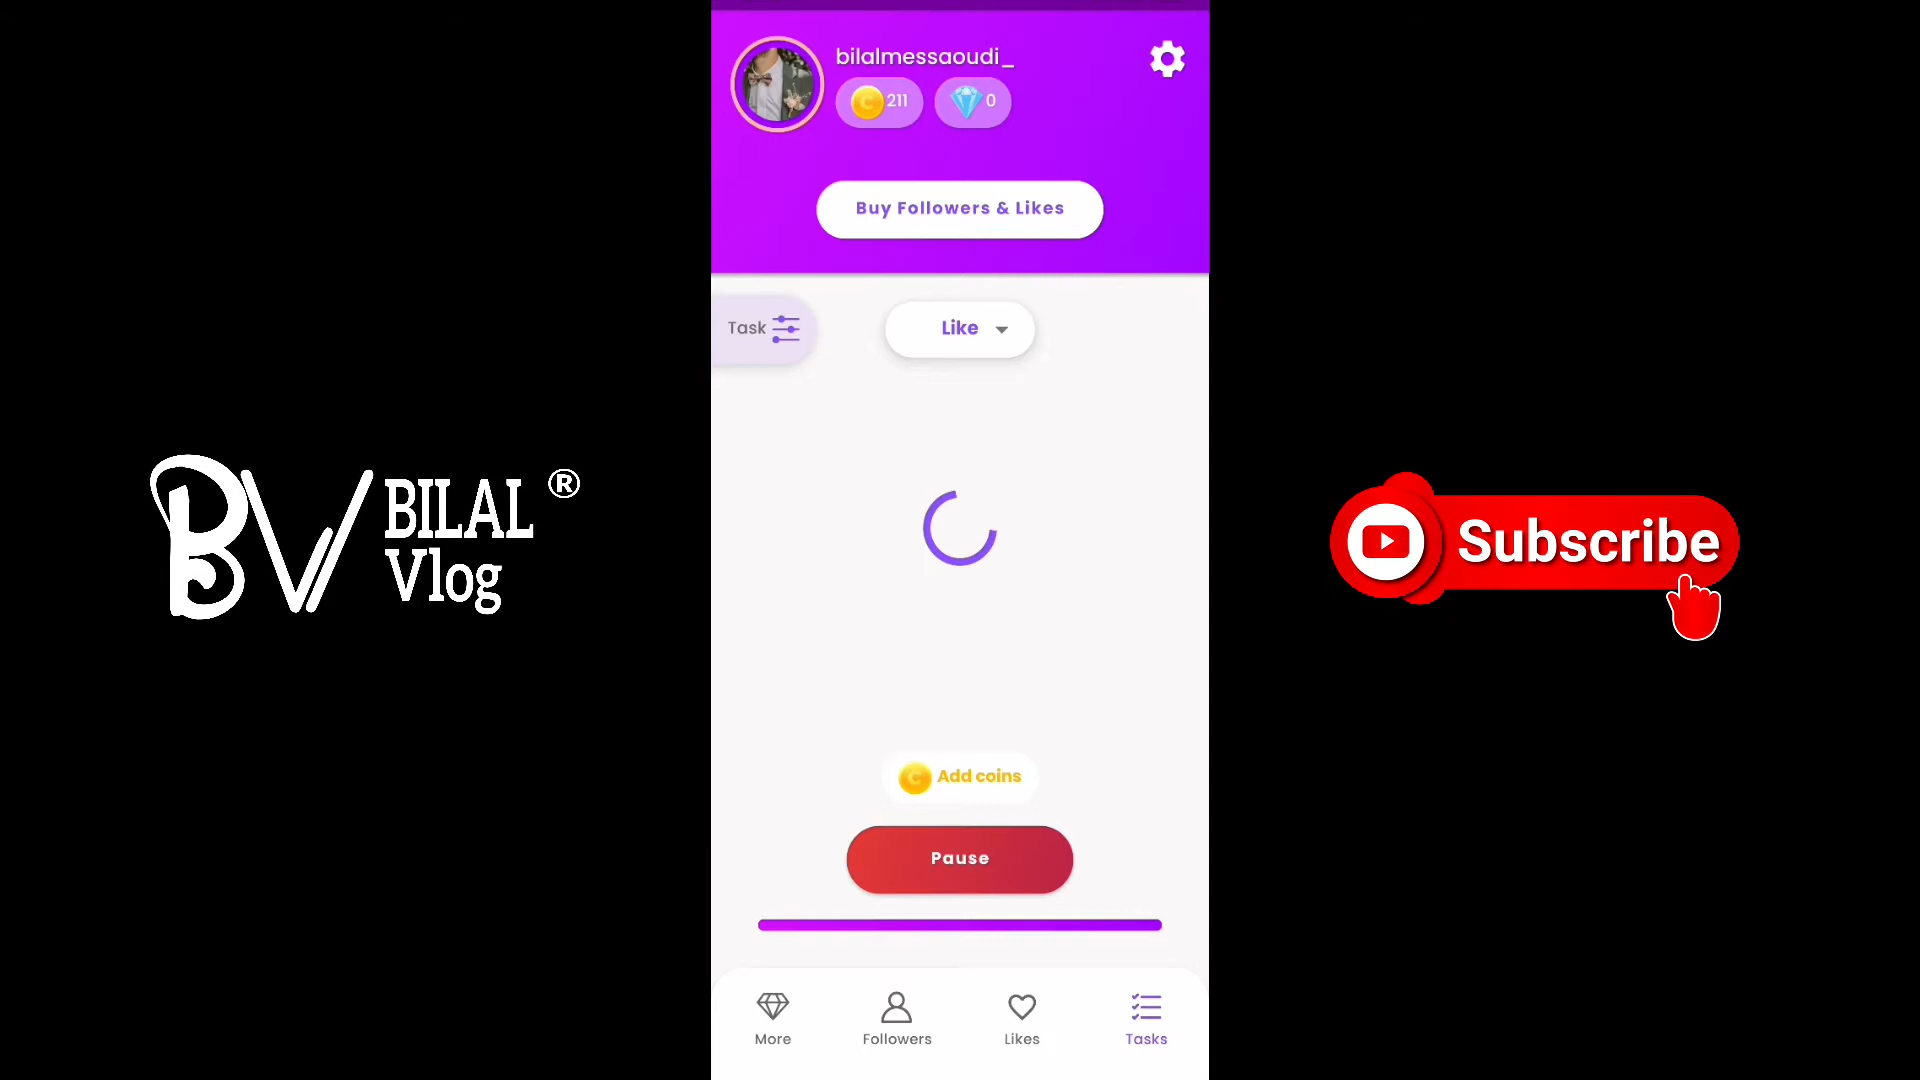 bilalmessaoudi_
211
0
Buy Followers & Likes
Task
Like
BILAL ®
Vlog
Subscribe
Add coins
Pause
More
Followers
Likes
Tasks